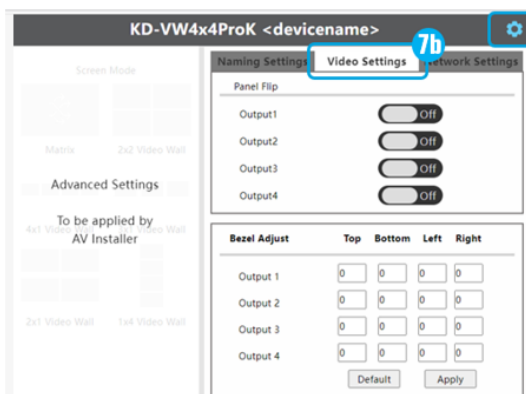 KD-VW4x4ProK <devicename>
7b
Naming Settings
Video Settings
Network Settings
Screen Mode
Matrix
2x2 Video Wall
Advanced Settings
To be applied by
AV Installer
4x1 Video Wall
Video Wall
2x1 Video Wall
1x4 Video Wall
Panel Flip
Output1 Off
Output2 Off
Output3 Off
Output4 Off
Bezel Adjust Top Bottom Left Right
Output 1 0 0 0 0
Output 2 0 0 0 0
Output 3 0 0 0 0
Output 4 0 0 0 0
Default Apply